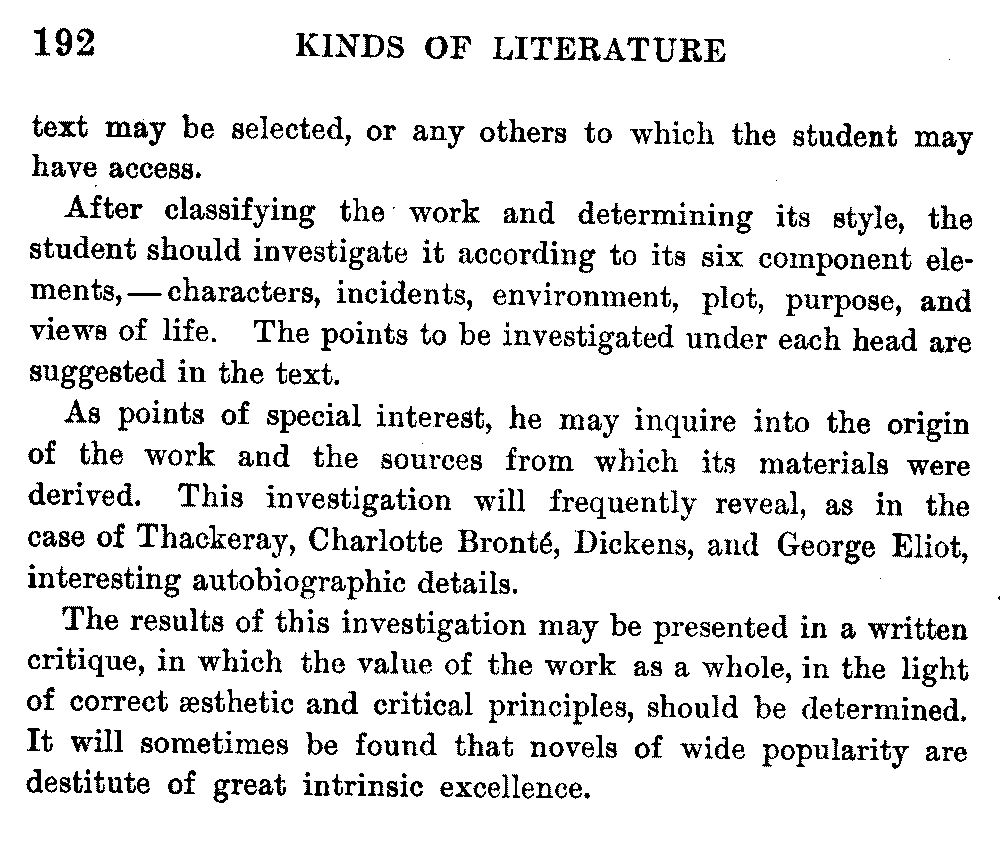 192 KINDS OF LITERATURE
text may be selected, or any others to which the student may
have access.
After classifying the work and determining its style, the
student should investigate it according to its six component ele-
ments,—characters, incidents, environment, plot, purpose, and
views of life. The points to be investigated under each head are
suggested in the text.
As points of special interest, he may inquire into the origin
of the work and the sources from which its materials were
derived. This investigation will frequently reveal, as in the
case of Thackeray, Charlotte Bronté, Dickens, and George Eliot,
interesting autobiographic details.
The results of this investigation may be presented in a written
critique, in which the value of the work as a whole, in the light
of correct æsthetic and critical principles, should be determined.
It will sometimes be found that novels of wide popularity are
destitute of great intrinsic excellence.